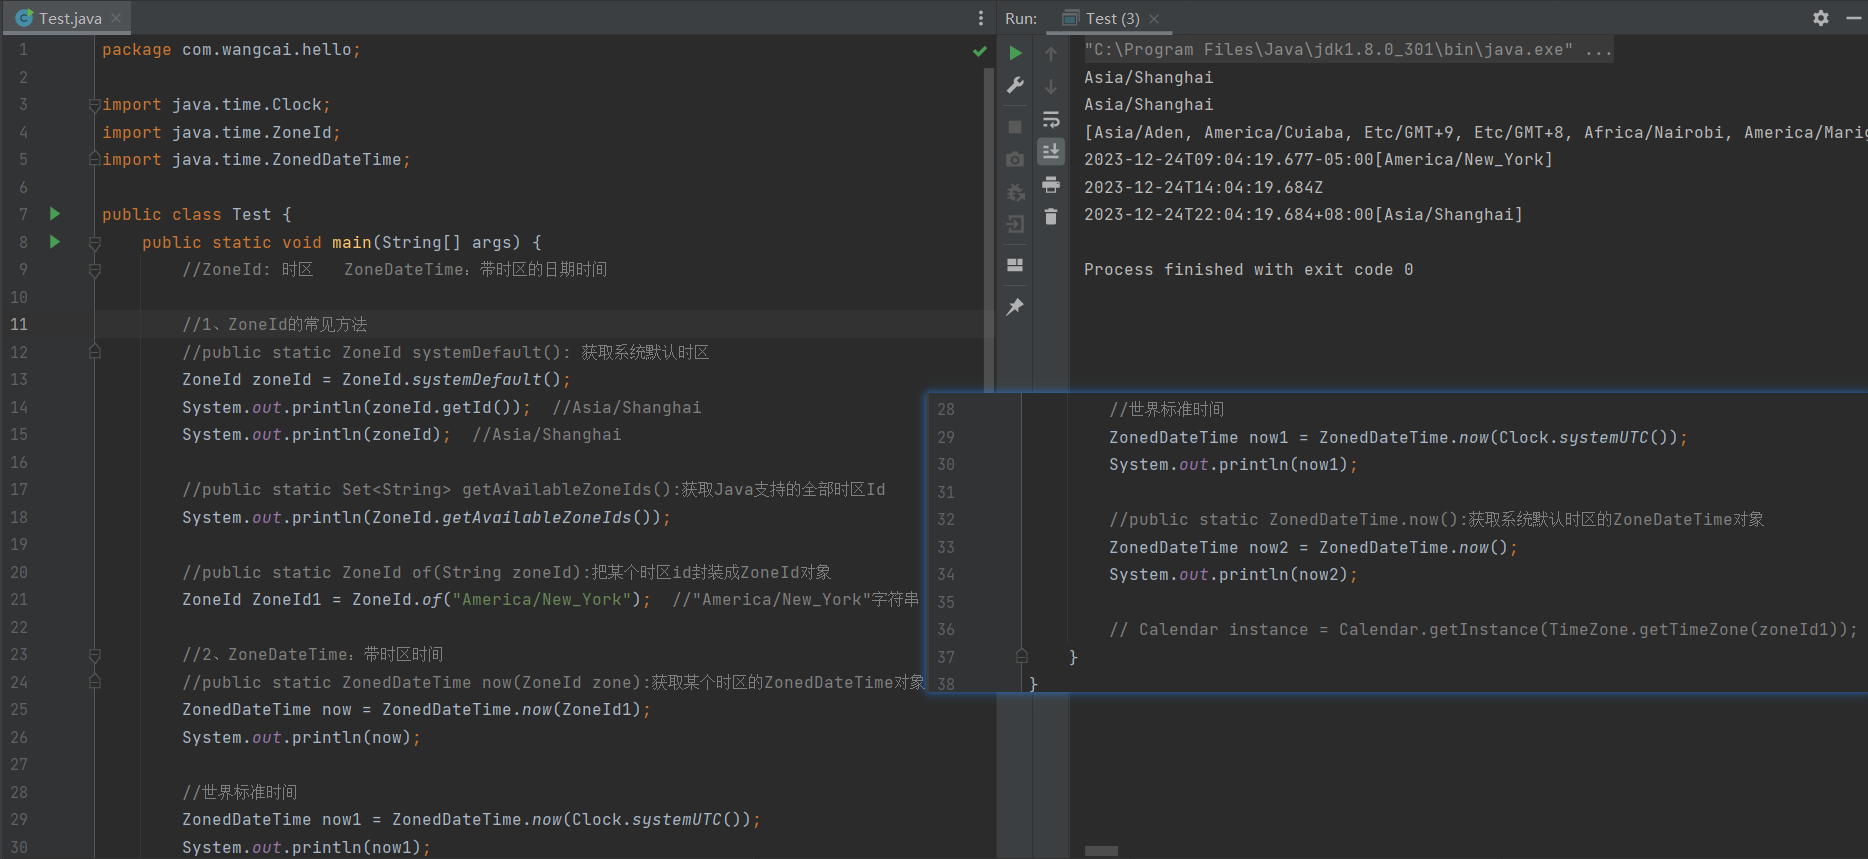 Test.java
1 package com.wangcai.hello;
2
3 import java.time.Clock;
4 import java.time.ZoneId;
5 import java.time.ZonedDateTime;
6
7 public class Test {
8 public static void main(String[] args) {
9 //ZoneId: 时区 ZoneDateTime：带时区的日期时间
10
11 //1、ZoneId的常见方法
12 //public static ZoneId systemDefault(): 获取系统默认时区
13 ZoneId zoneId = ZoneId.systemDefault();
14 System.out.println(zoneId.getId()); //Asia/Shanghai
15 System.out.println(zoneId); //Asia/Shanghai
16
17 //public static Set<String> getAvailableZoneIds():获取Java支持的全部时区Id
18 System.out.println(ZoneId.getAvailableZoneIds());
19
20 //public static ZoneId of(String zoneId):把某个时区id封装成ZoneId对象
21 ZoneId ZoneId1 = ZoneId.of("America/New_York"); //"America/New_York"字符串
22
23 //2、ZoneDateTime：带时区时间
24 //public static ZonedDateTime now(ZoneId zone):获取某个时区的ZonedDateTime对象
25 ZonedDateTime now = ZonedDateTime.now(ZoneId1);
26 System.out.println(now);
27
28 //世界标准时间
29 ZonedDateTime now1 = ZonedDateTime.now(Clock.systemUTC());
30 System.out.println(now1);
Run: Test (3)
"C:\Program Files\Java\jdk1.8.0_301\bin\java.exe" ...
Asia/Shanghai
Asia/Shanghai
[Asia/Aden, America/Cuiaba, Etc/GMT+9, Etc/GMT+8, Africa/Nairobi,
2023-12-24T09:04:19.677-05:00[America/New_York]
2023-12-24T14:04:19.684Z
2023-12-24T22:04:19.684+08:00[Asia/Shanghai]
Process finished with exit code 0
28 //世界标准时间
29 ZonedDateTime now1 = ZonedDateTime.now(Clock.systemUTC());
30 System.out.println(now1);
31
32 //public static ZonedDateTime.now():获取系统默认时区的ZoneDateTime对象
33 ZonedDateTime now2 = ZonedDateTime.now();
34 System.out.println(now2);
35
36 // Calendar instance = Calendar.getInstance(TimeZone.getTimeZone(zoneId1));
37 }
38 }